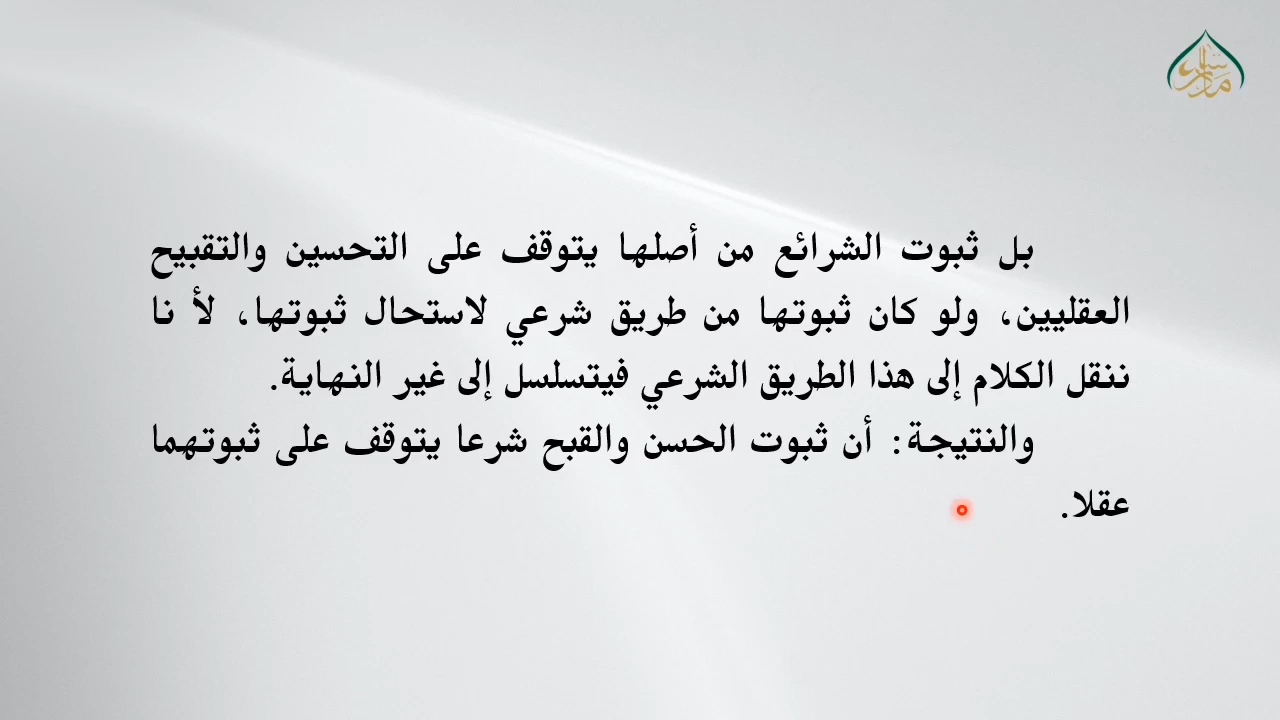 بل ثبوت الشرائع من أصلها يتوقف على التحسين والتقبيح
العقليين، ولو كان ثبوتها من طريق شرعي لاستحال ثبوتها، لأ نا
ننقل الكلام إلى هذا الطريق الشرعي فيتسلسل إلى غير النهاية.
والنتيجة: أن ثبوت الحسن والقبح شرعا يتوقف على ثبوتهما
عقلا.